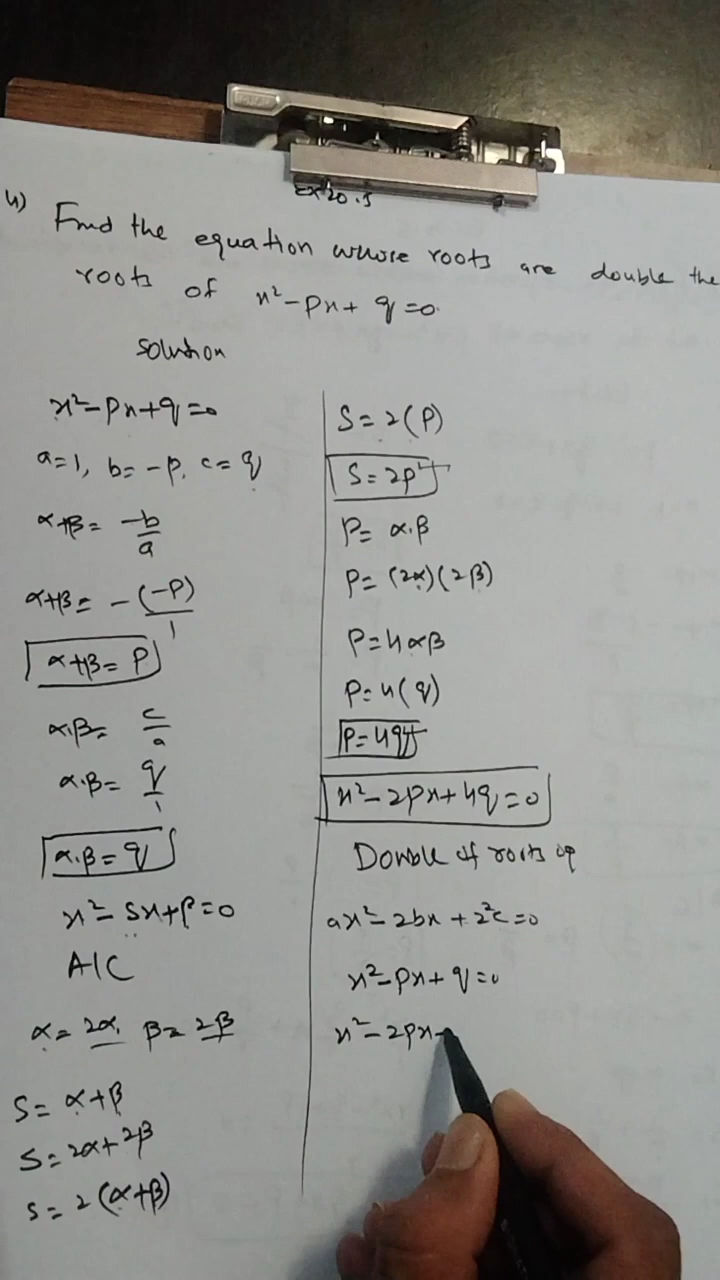 Ex 20.5
4) Find the equation whose roots are double the
roots of x²-px+q=0.
Solution
x²-px+q=0
a=1, b=-p, c=q
α+β= -b/a
α+β= -(-p)/1
α+β= p
α.β= c/a
α.β= q/1
α.β=q
x²-Sx+P=0
A/C
α=2α, β=2β
S= α+β
S=2α+2β
S=2(α+β)
S=2(P)
S=2p
P= α.β
P=(2α)(2β)
P=4αβ
P=4(q)
P=4q
x²-2px+4q=0
Double of roots
ax²-2bx+2²c=0
x²-px+q=0
x²-2px